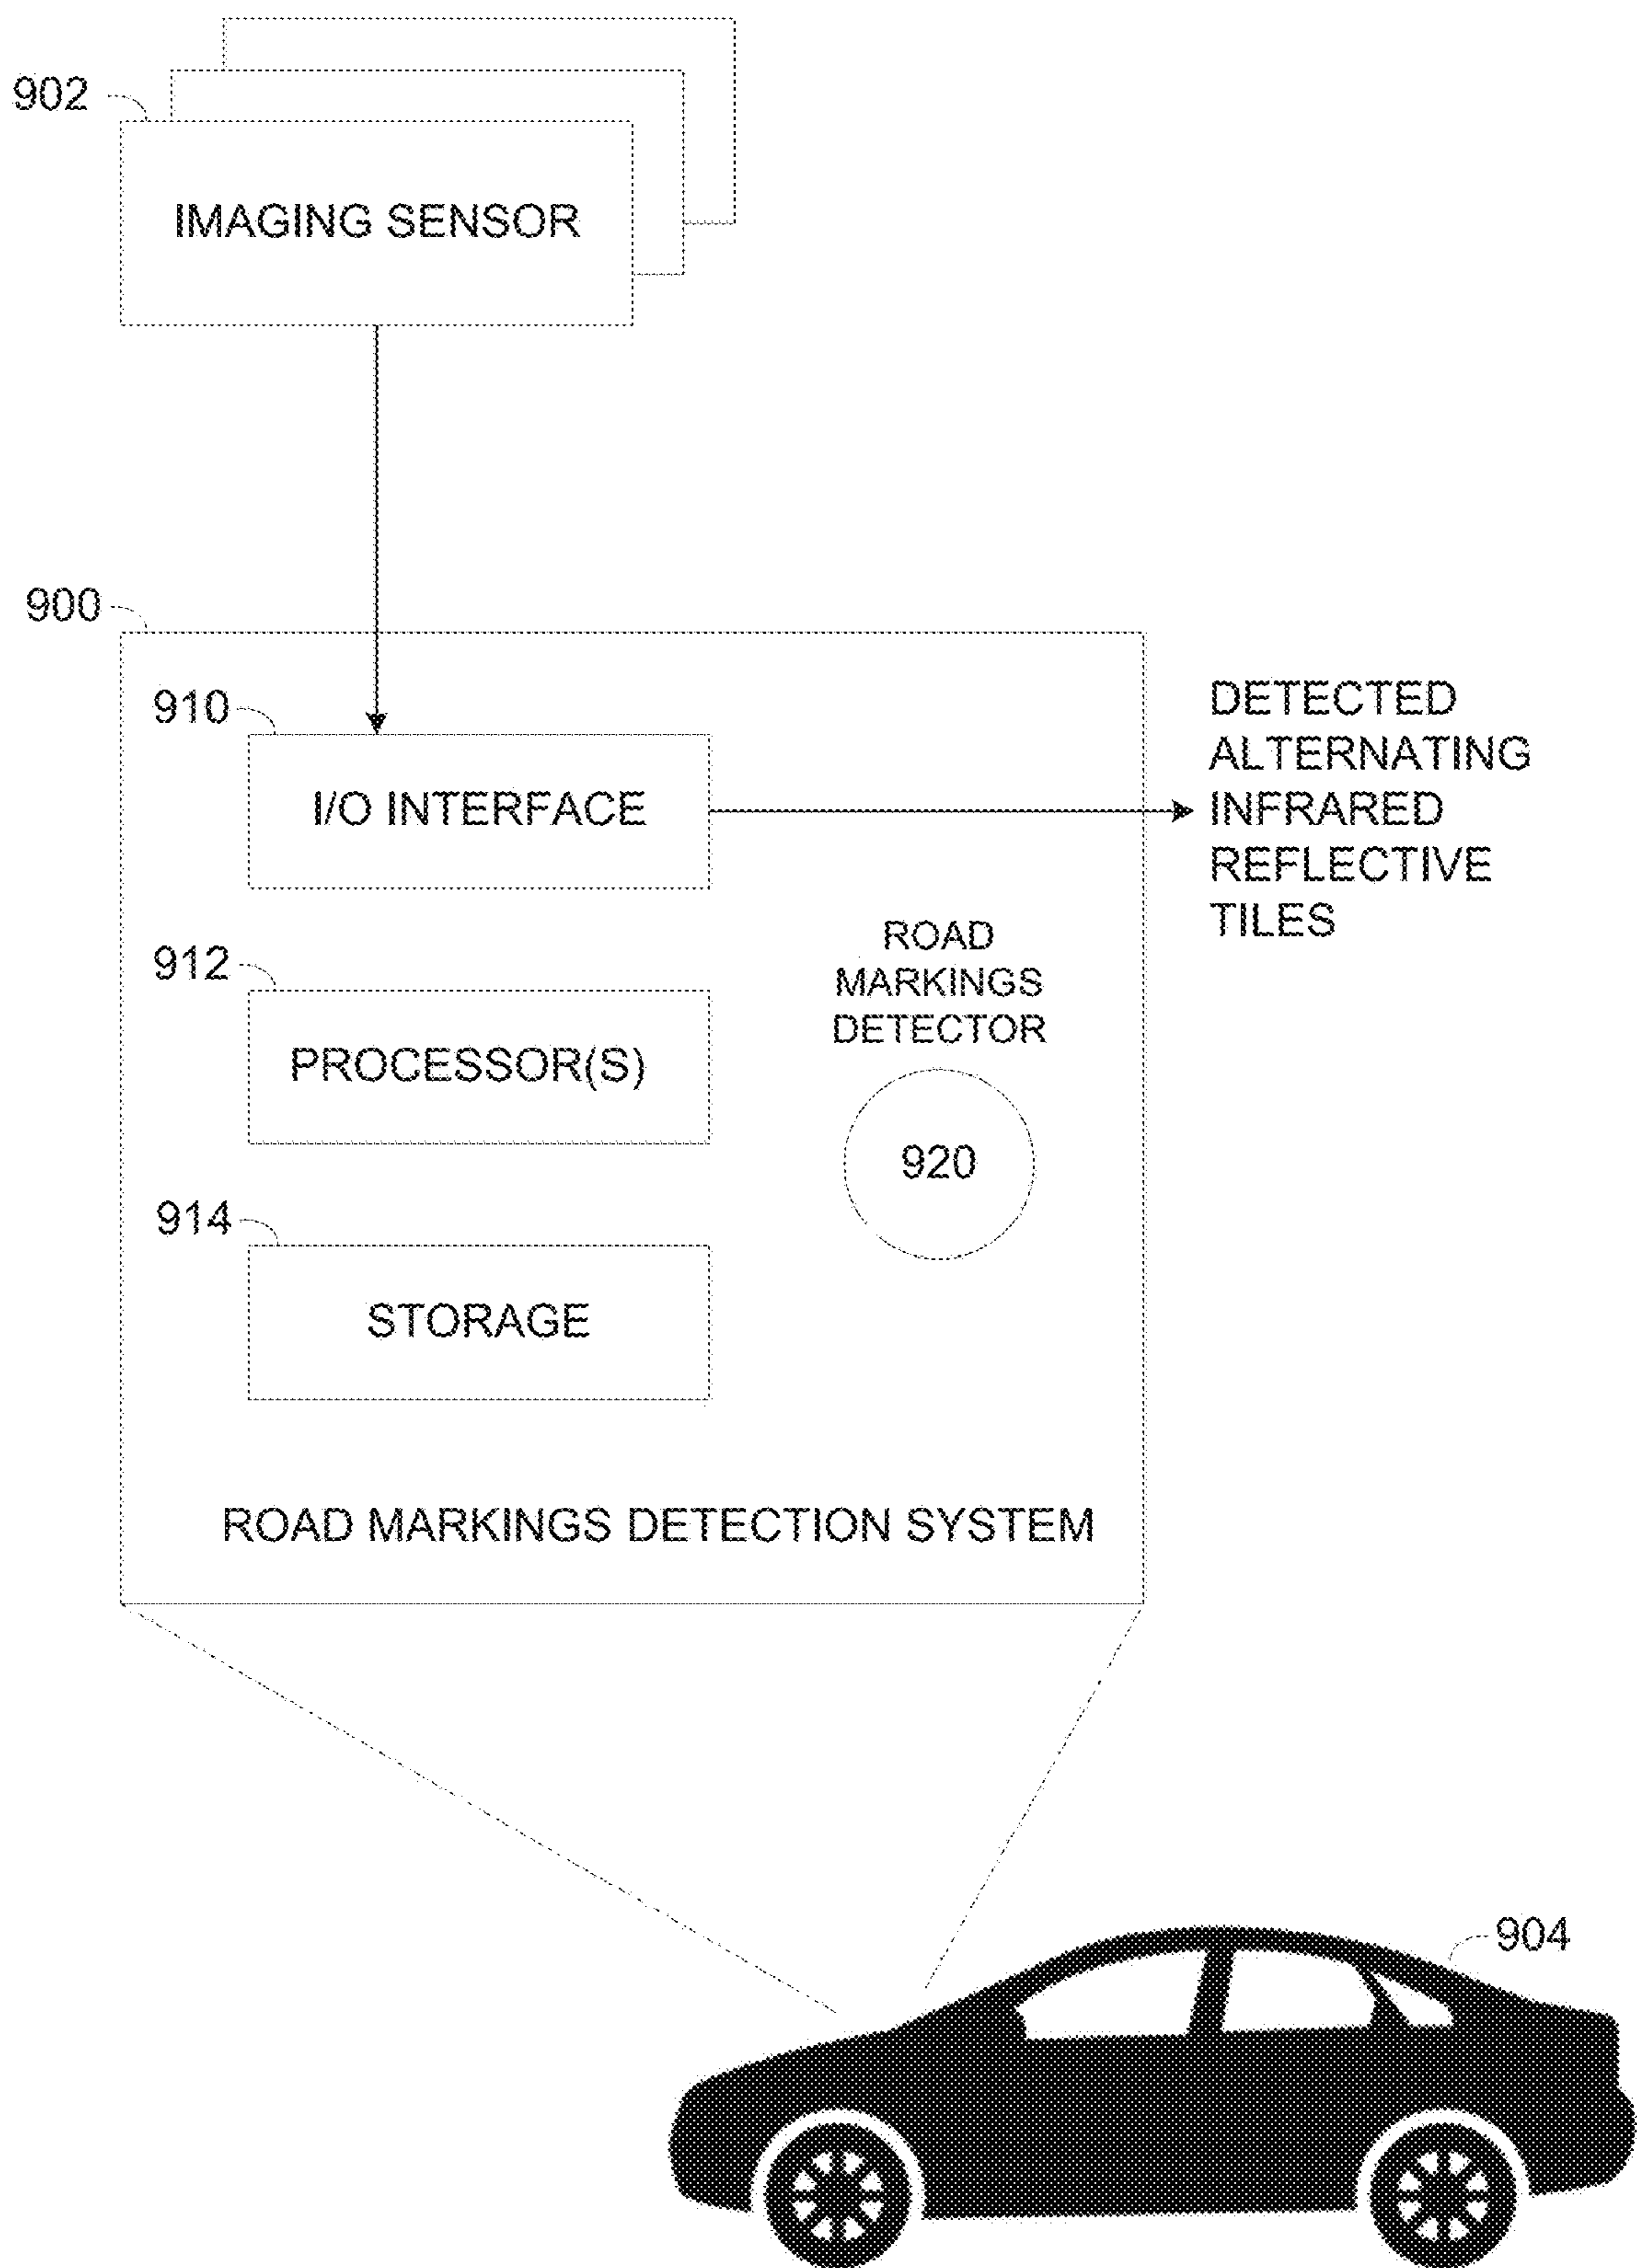 902
IMAGING SENSOR
900
910
I/O INTERFACE
DETECTED
ALTERNATING
INFRARED
REFLECTIVE
TILES
912
PROCESSOR(S)
ROAD
MARKINGS
DETECTOR
920
914
STORAGE
ROAD MARKINGS DETECTION SYSTEM
904